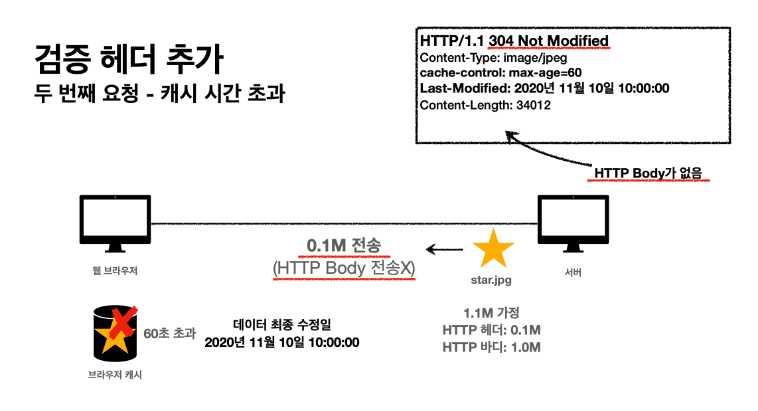 검증 헤더 추가
두 번째 요청 - 캐시 시간 초과
HTTP/1.1 304 Not Modified
Content-Type: image/jpeg
cache-control: max-age=60
Last-Modified: 2020년 11월 10일 10:00:00
Content-Length: 34012
HTTP Body가 없음
0.1M 전송
(HTTP Body 전송X)
star.jpg
웹 브라우저
서버
1.1M 가정
HTTP 헤더: 0.1M
HTTP 바디: 1.0M
60초 초과
데이터 최종 수정일
2020년 11월 10일 10:00:00
브라우저 캐시